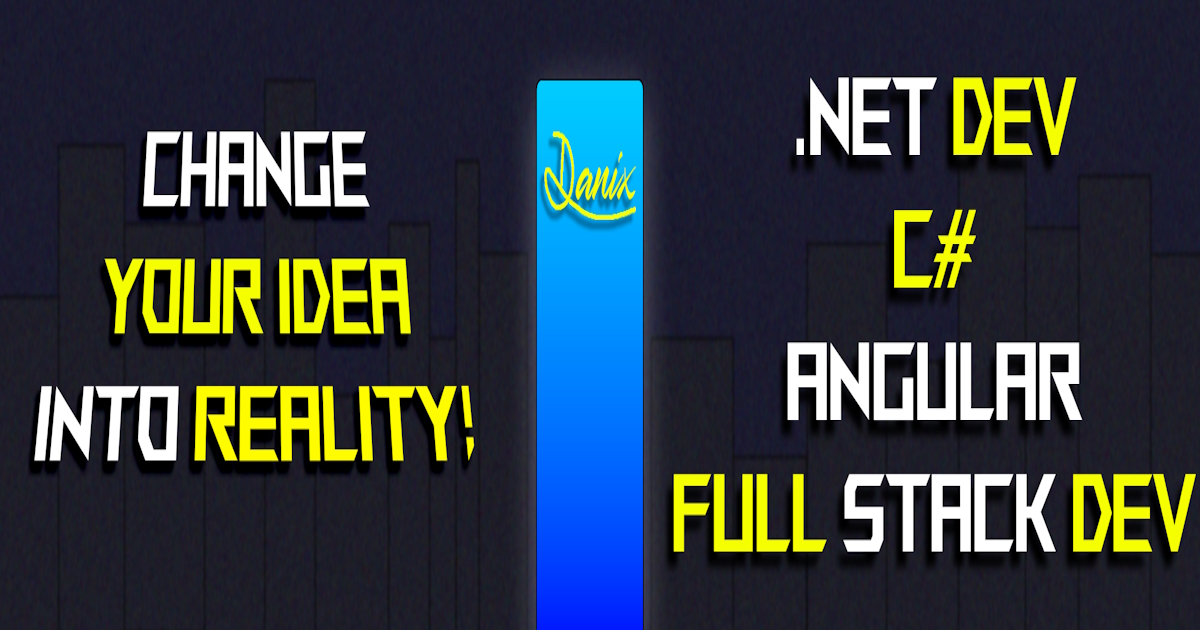 CHANGE
YOUR IDEA
INTO REALITY!
Danix
.NET DEV
C#
ANGULAR
FULL STACK DEV